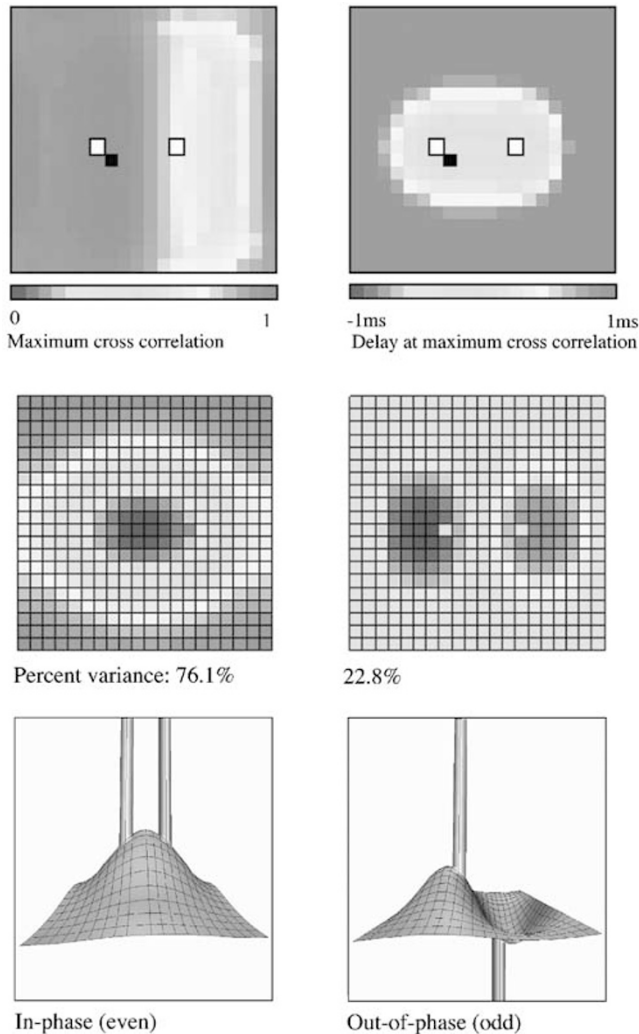 0 1
Maximum cross correlation
-1ms 1ms
Delay at maximum cross correlation
Percent variance: 76.1%
22.8%
In-phase (even)
Out-of-phase (odd)